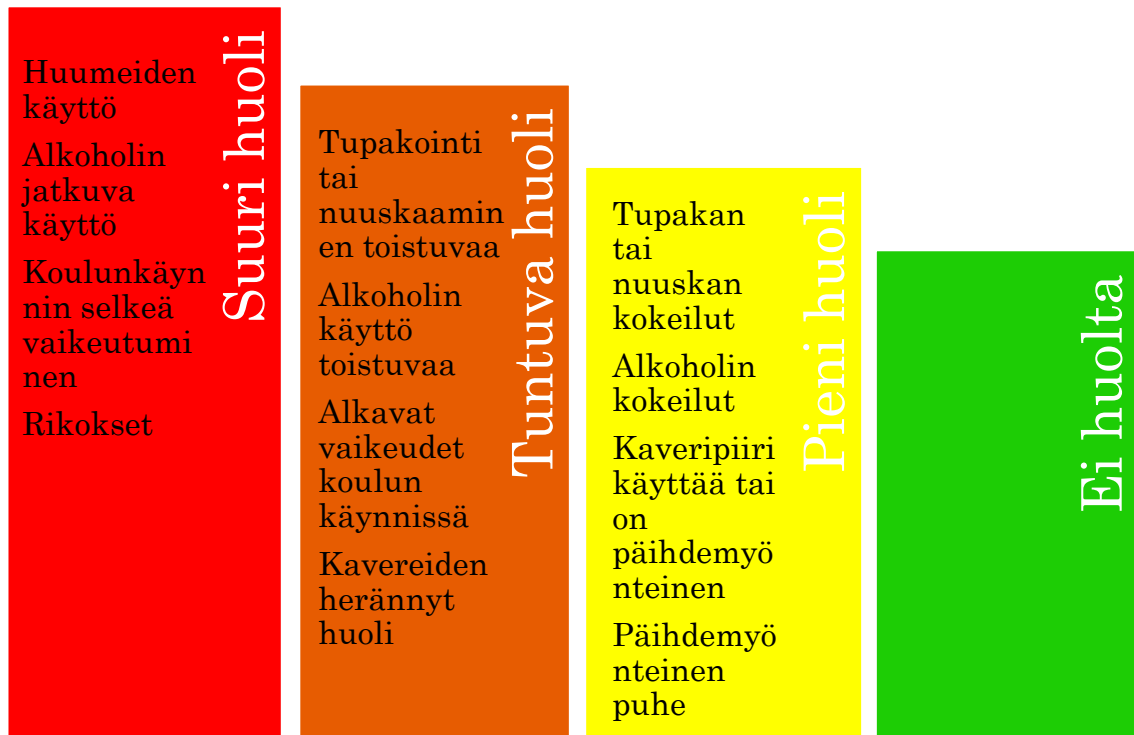 Huumeiden
käyttö
Alkoholin
jatkuva
käyttö
Koulunkäyn
nin selkeä
vaikeutumi
nen
Rikokset
Suuri huoli
Tupakointi
tai
nuuskaamin
en toistuvaa
Alkoholin
käyttö
toistuvaa
Alkavat
vaikeudet
koulun
käynnissä
Kavereiden
herännyt
huoli
Tuntuva huoli
Tupakan
tai
nuuskan
kokeilut
Alkoholin
kokeilut
Kaveripiiri
käyttää tai
on
päihdemyö
nteinen
Päihdemyö
nteinen
puhe
Pieni huoli
Ei huolta